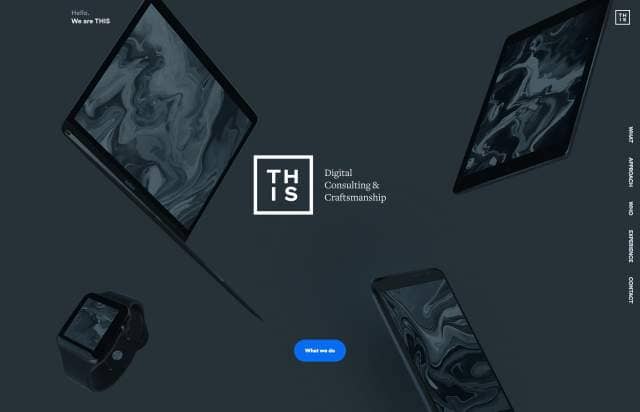 Hello.
We are THIS
TH
IS
TH
IS
Digital
Consulting &
Craftsmanship
WHAT
APPROACH
WHO
EXPERIENCE
CONTACT
What we do